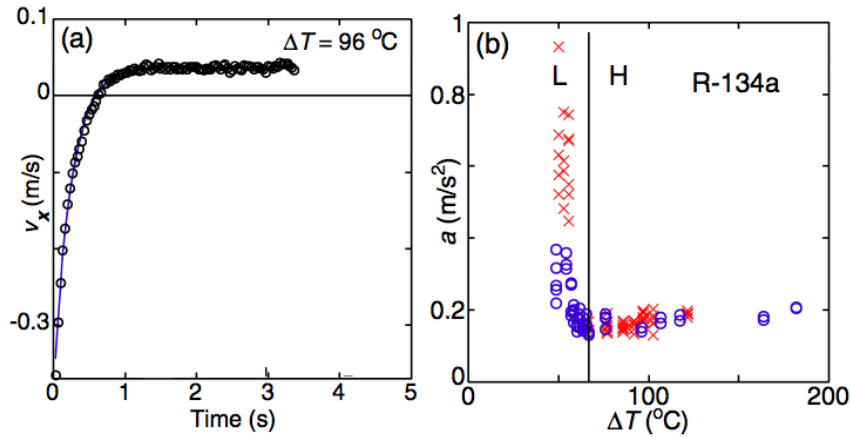 (a)
ΔT = 96 °C
0.1
0
-0.3
vx (m/s)
0 1 2 3 4 5
Time (s)
(b)
L H R-134a
1
0.8
0.6
0.4
0.2
0
a (m/s²)
0 100 200
ΔT (°C)